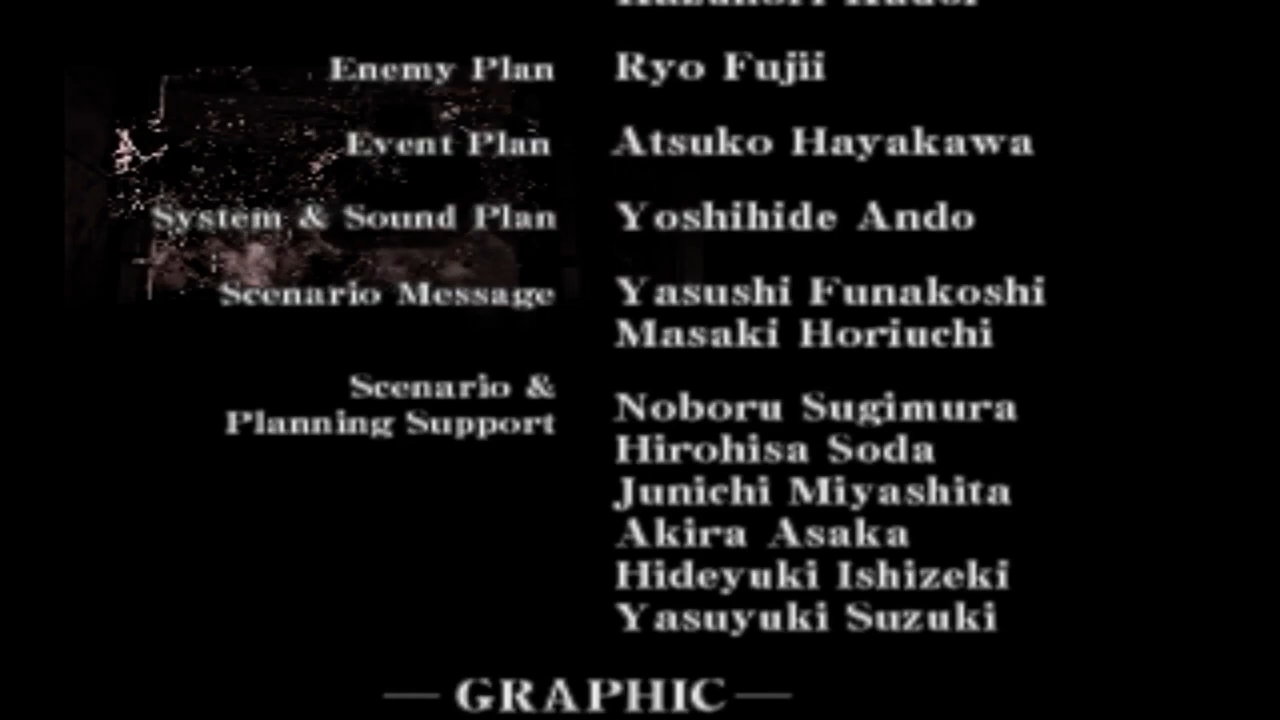 Enemy Plan Ryo Fujii
Event Plan Atsuko Hayakawa
System & Sound Plan Yoshihide Ando
Scenario Message Yasushi Funakoshi
Masaki Horiuchi
Scenario &
Planning Support
Noboru Sugimura
Hirohisa Soda
Junichi Miyashita
Akira Asaka
Hideyuki Ishizeki
Yasuyuki Suzuki
— GRAPHIC —